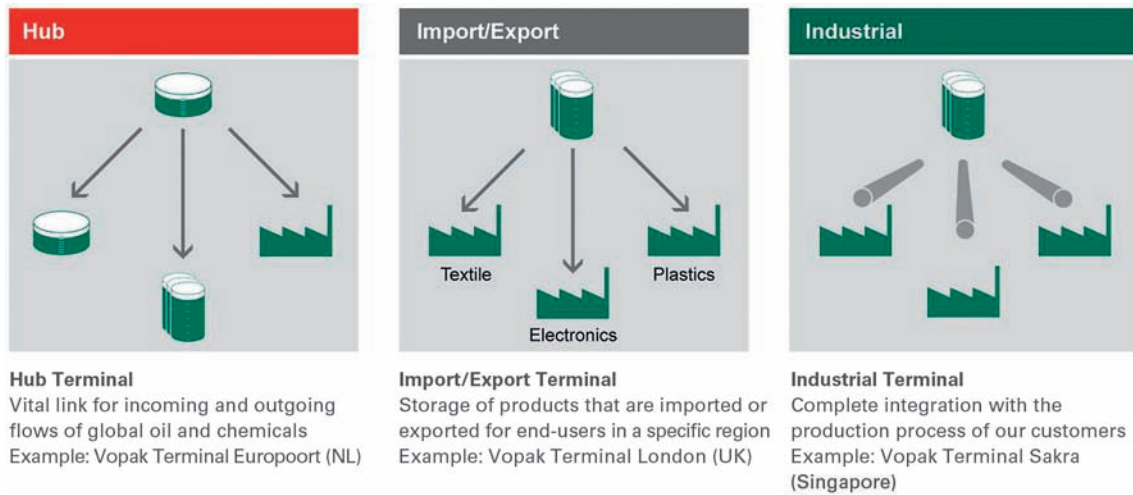 Hub
Import/Export
Industrial
Textile
Plastics
Electronics
Hub Terminal
Vital link for incoming and outgoing
flows of global oil and chemicals
Example: Vopak Terminal Europoort (NL)
Import/Export Terminal
Storage of products that are imported or
exported for end-users in a specific region
Example: Vopak Terminal London (UK)
Industrial Terminal
Complete integration with the
production process of our customers
Example: Vopak Terminal Sakra
(Singapore)